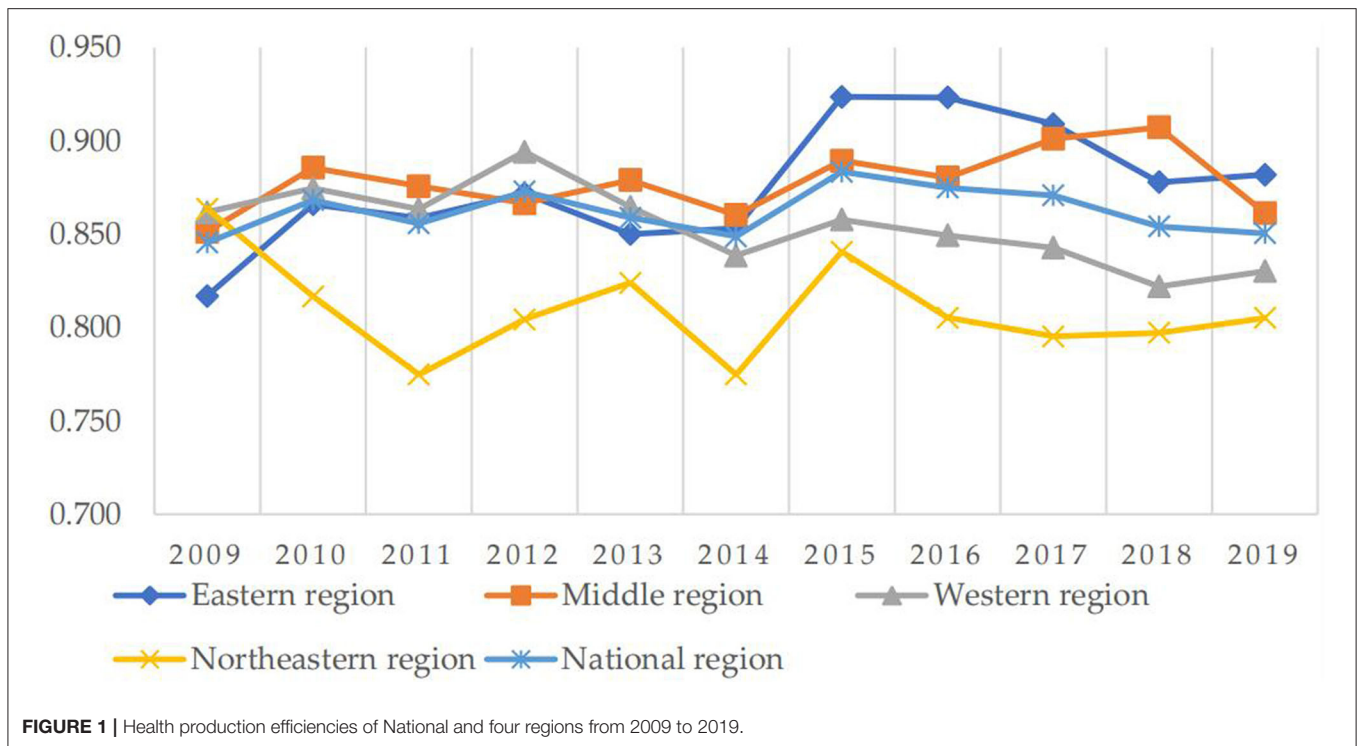 0.950
0.900
0.850
0.800
0.750
0.700
2009 2010 2011 2012 2013 2014 2015 2016 2017 2018 2019
Eastern region Middle region Western region
Northeastern region National region
FIGURE 1 | Health production efficiencies of National and four regions from 2009 to 2019.